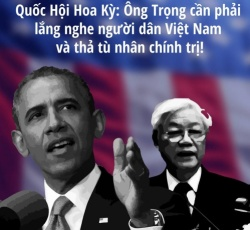 Quốc Hội Hoa Kỳ: Ông Trọng cần phải
lắng nghe người dân Việt Nam
và thả tù nhân chính trị!